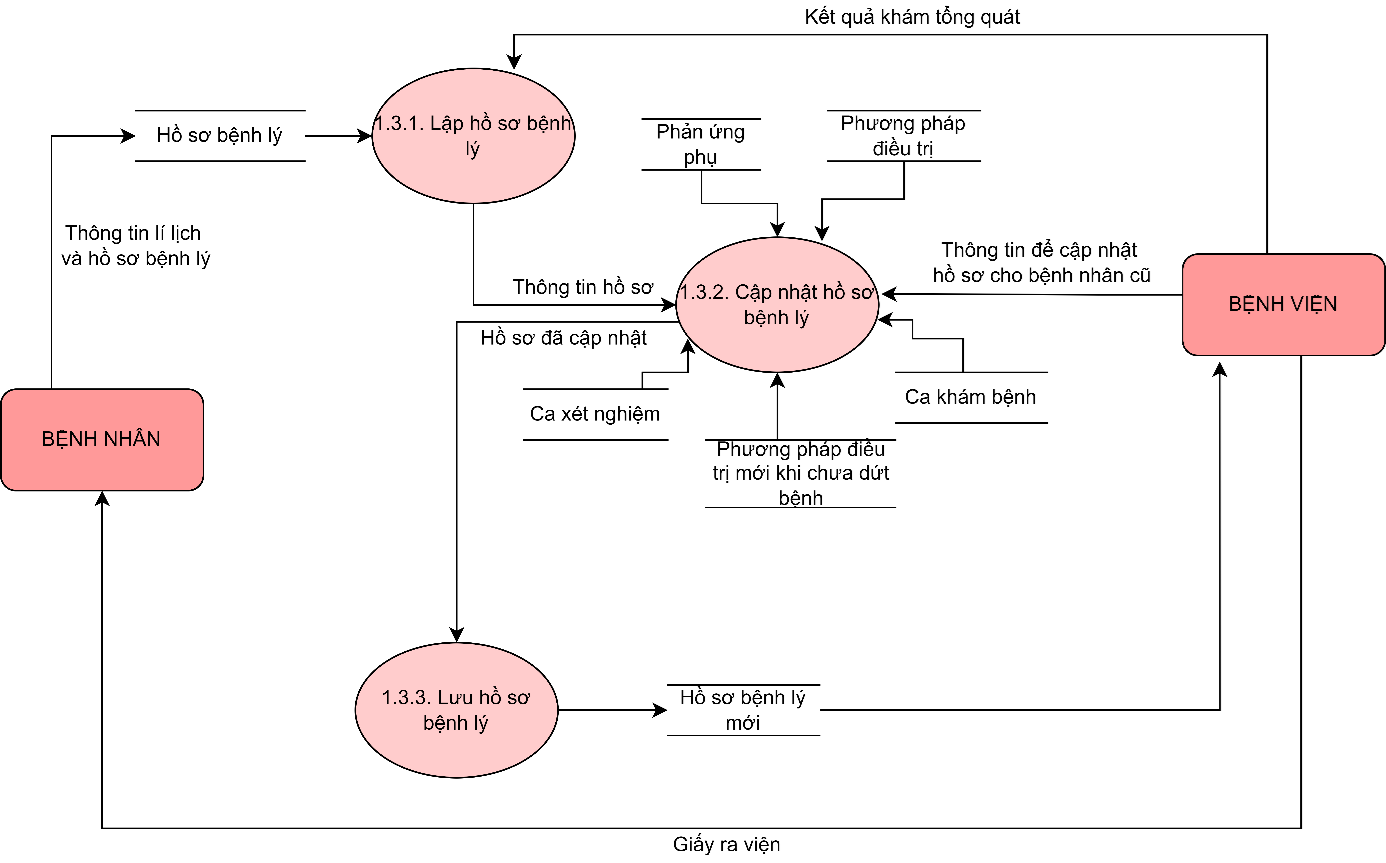 Kết quả khám tổng quát
1.3.1. Lập hồ sơ bệnh
lý
Hồ sơ bệnh lý
Phản ứng
phụ
Phương pháp
điều trị
Thông tin lí lịch
và hồ sơ bệnh lý
Thông tin để cập nhật
hồ sơ cho bệnh nhân cũ
Thông tin hồ sơ
1.3.2. Cập nhật hồ sơ
bệnh lý
BỆNH VIỆN
Hồ sơ đã cập nhật
Ca xét nghiệm
Ca khám bệnh
BỆNH NHÂN
Phương pháp điều
trị mới khi chưa dứt
bệnh
1.3.3. Lưu hồ sơ
bệnh lý
Hồ sơ bệnh lý
mới
Giấy ra viện